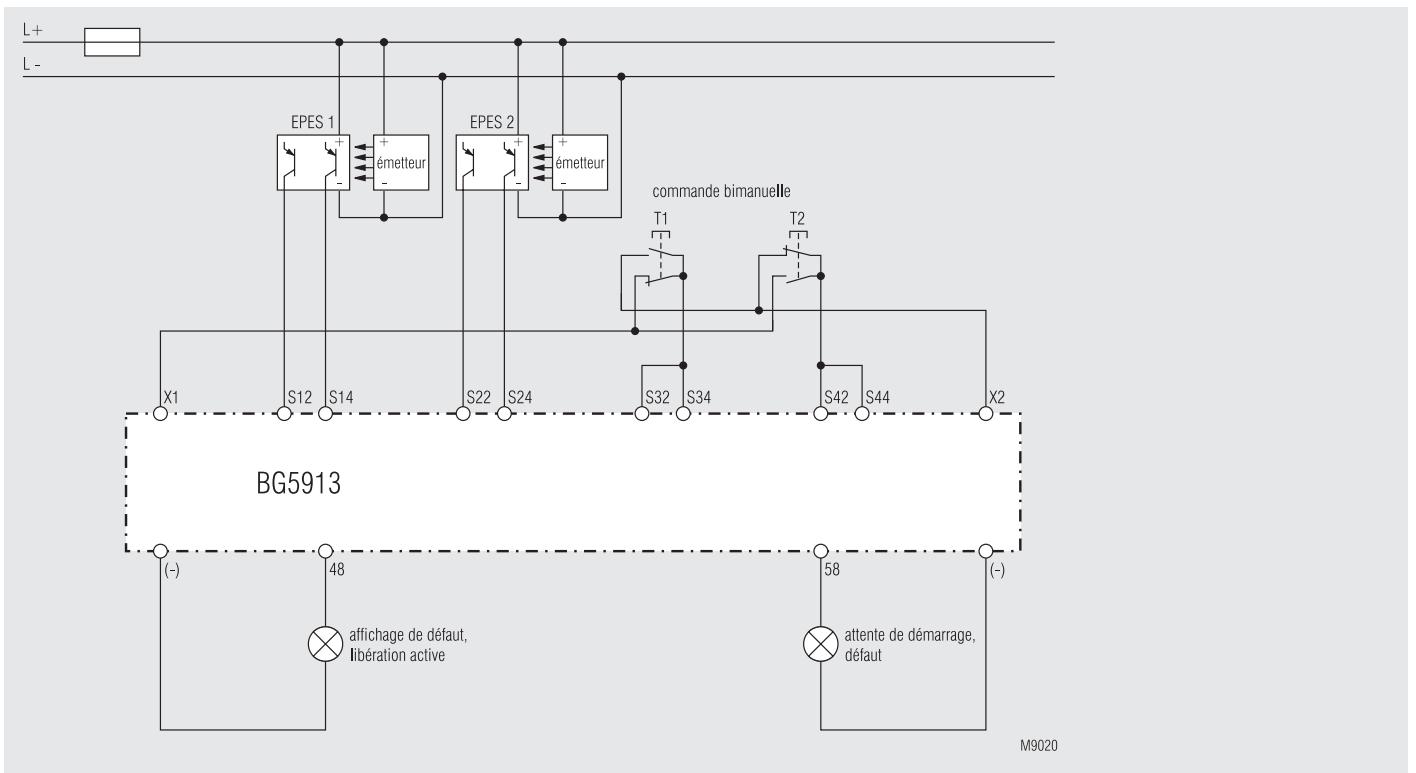 L+
L -
EPES 1
EPES 2
+ + + +
émetteur émetteur
- - - -
commande bimanuelle
T1 T2
X1 S12 S14 S22 S24 S32 S34 S42 S44 X2
BG5913
(-) 48 58 (-)
affichage de défaut,
libération active
attente de démarrage,
défaut
M9020